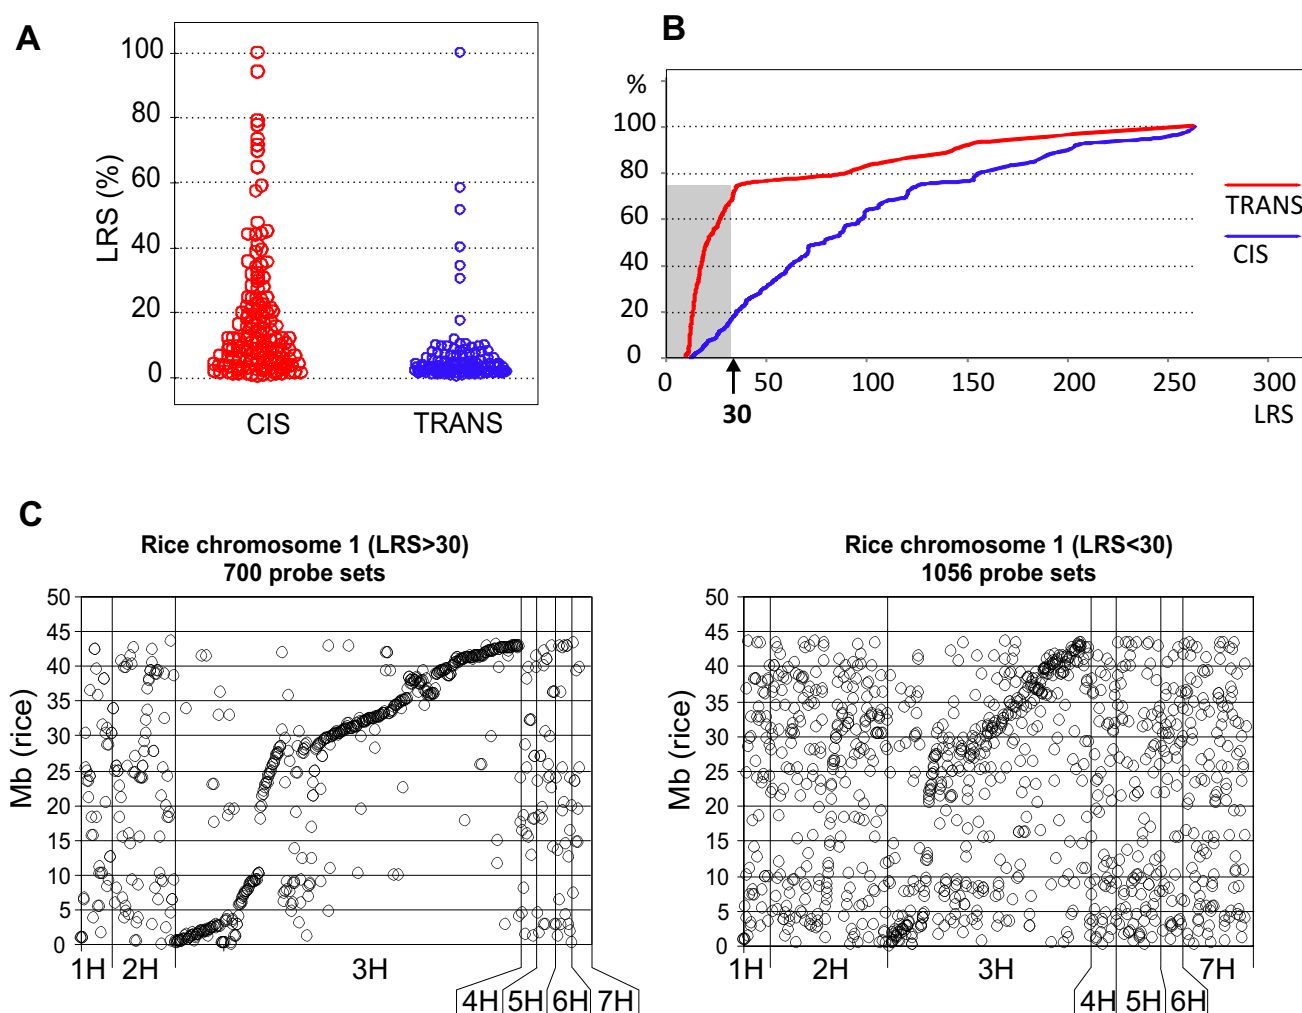 A
100
80
60
40
20
0
LRS (%)
CIS
TRANS
B
%
100
80
60
40
20
0
0 50 100 150 200 250 300
30
LRS
TRANS
CIS
C
Rice chromosome 1 (LRS>30)
700 probe sets
50
45
40
35
30
25
20
15
10
5
0
Mb (rice)
1H 2H 3H
4H 5H 6H 7H
Rice chromosome 1 (LRS<30)
1056 probe sets
50
45
40
35
30
25
20
15
10
5
0
Mb (rice)
1H 2H 3H 7H
4H 5H 6H